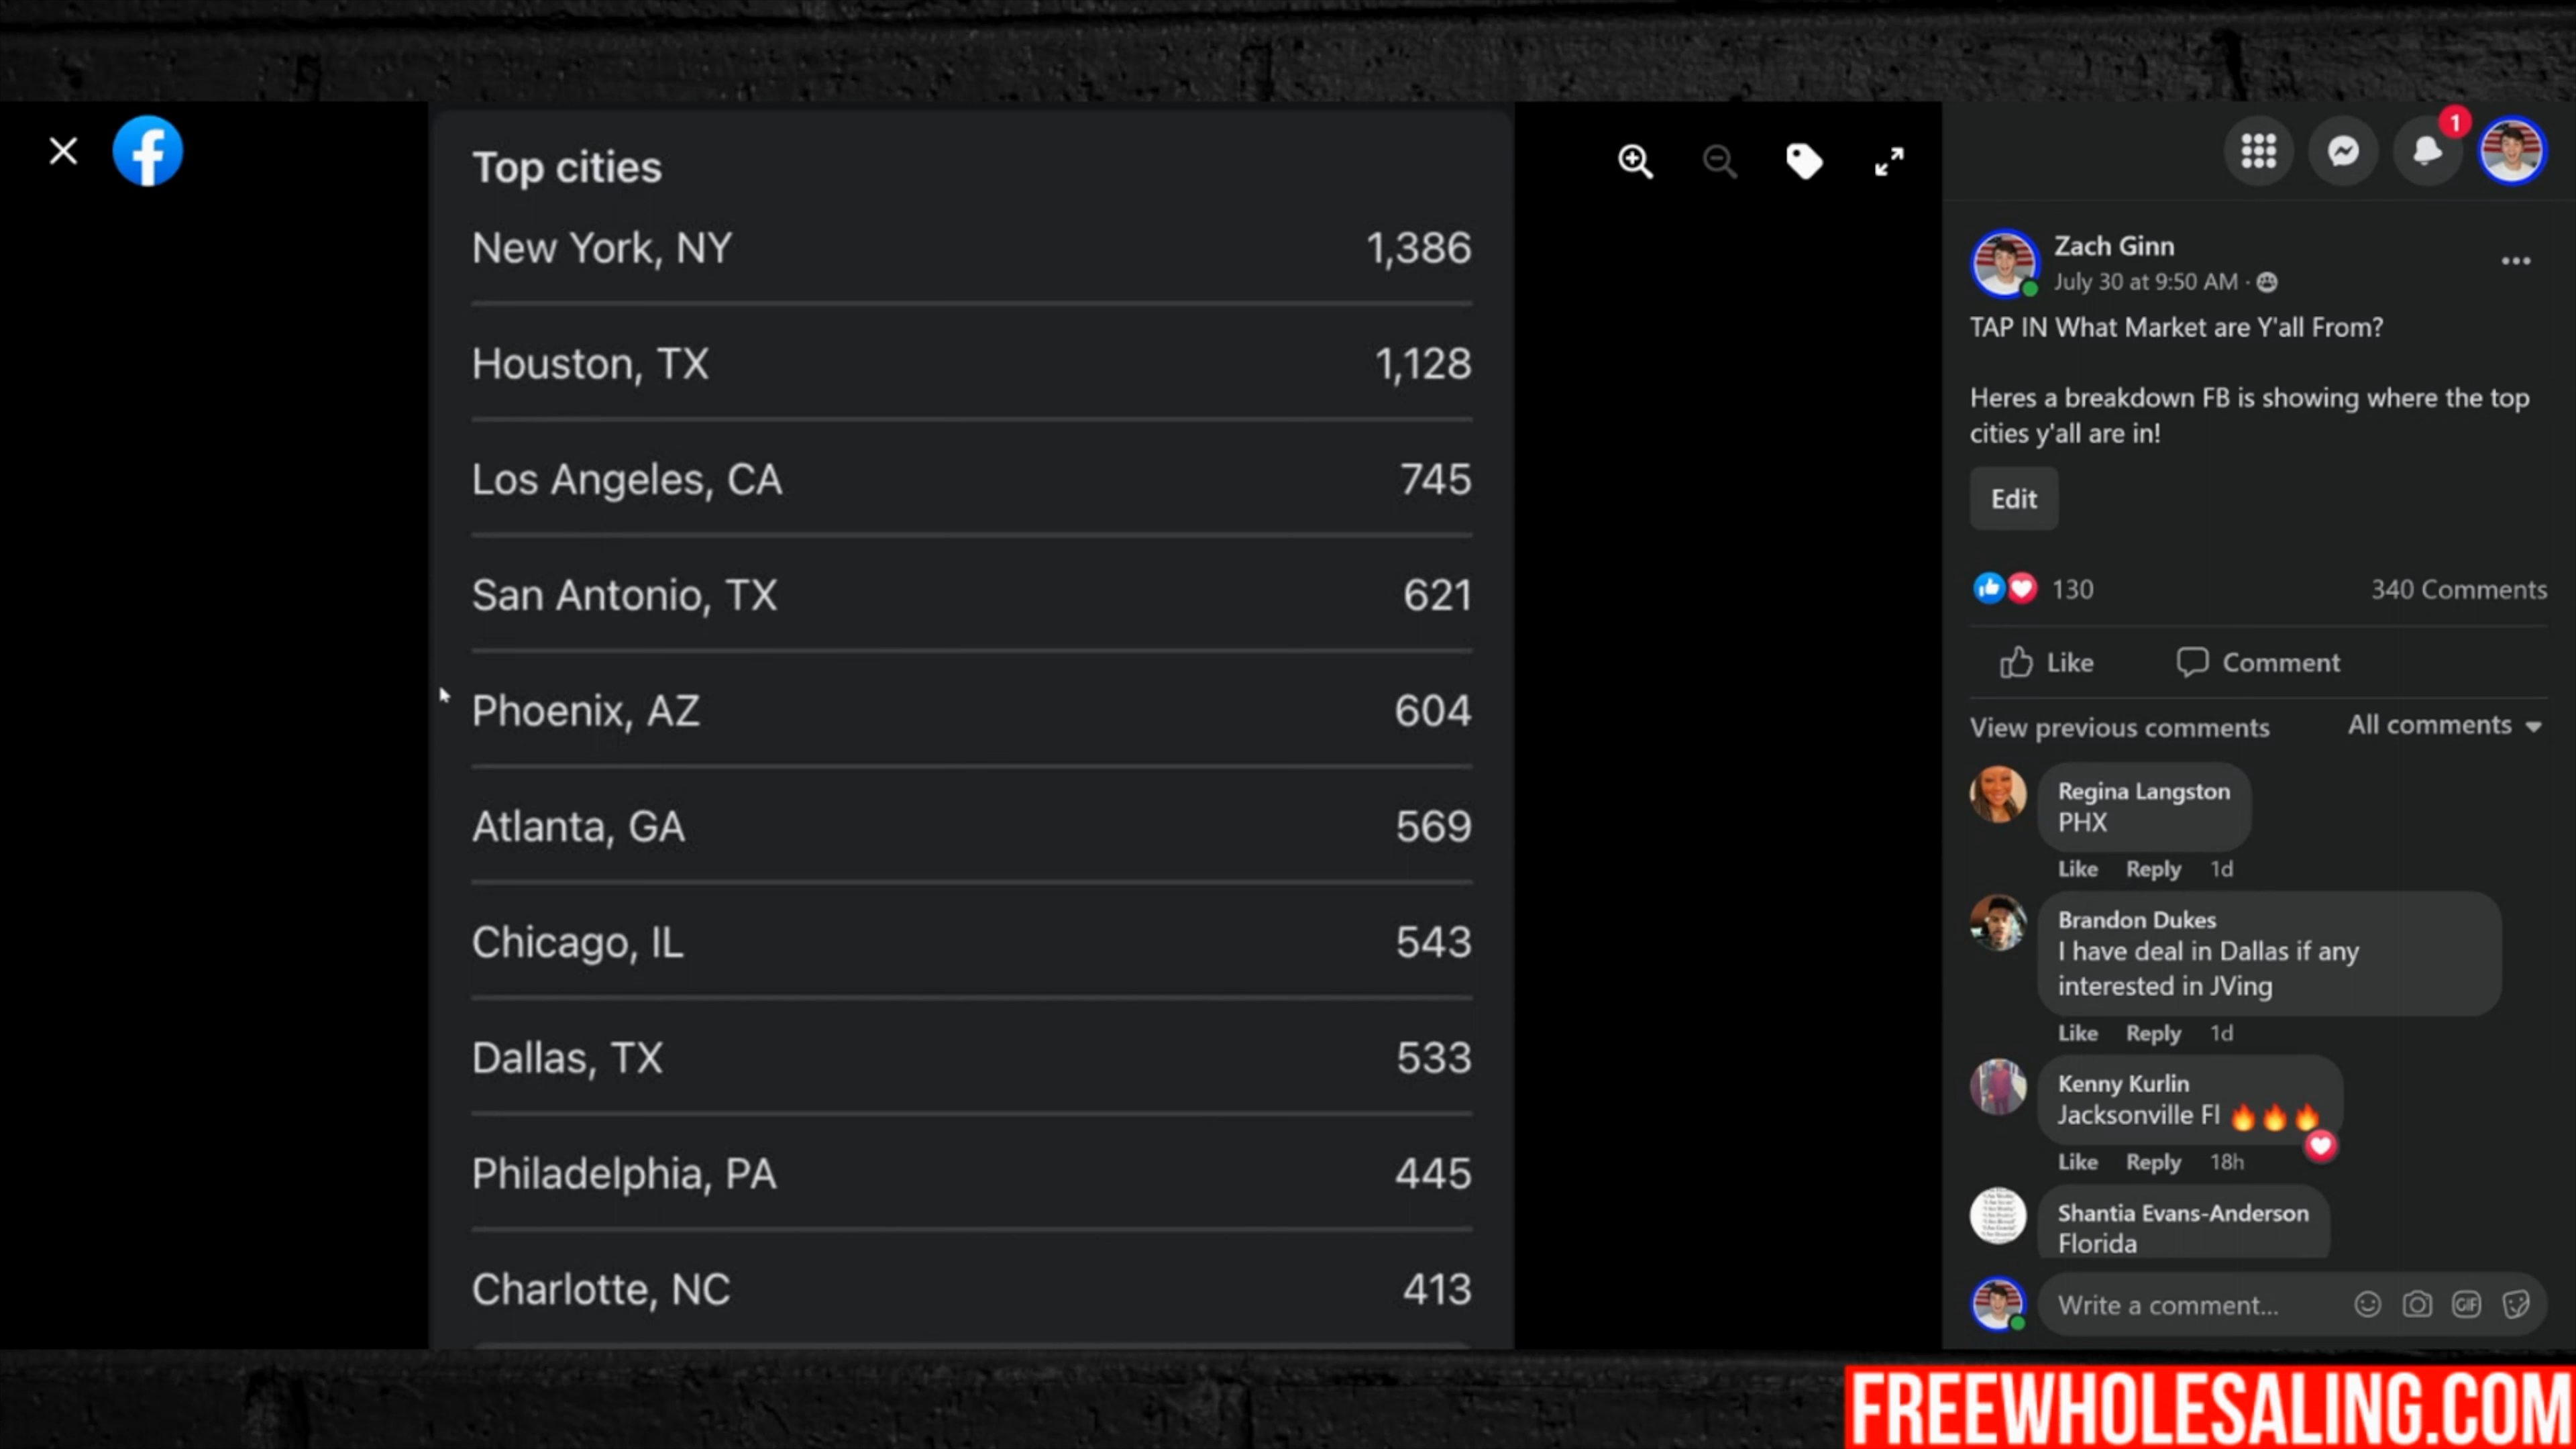 Top cities
New York, NY 1,386
Houston, TX 1,128
Los Angeles, CA 745
San Antonio, TX 621
Phoenix, AZ 604
Atlanta, GA 569
Chicago, IL 543
Dallas, TX 533
Philadelphia, PA 445
Charlotte, NC 413
1
Zach Ginn
July 30 at 9:50 AM ·
TAP IN What Market are Y'all From?
Heres a breakdown FB is showing where the top
cities y'all are in!
Edit
130 340 Comments
Like Comment
View previous comments All comments
Regina Langston
PHX
Like Reply 1d
Brandon Dukes
I have deal in Dallas if any
interested in JVing
Like Reply 1d
Kenny Kurlin
Jacksonville Fl 🔥🔥🔥
Like Reply 18h
Shantia Evans-Anderson
Florida
Write a comment...
GIF
FREEWHOLESALING.COM